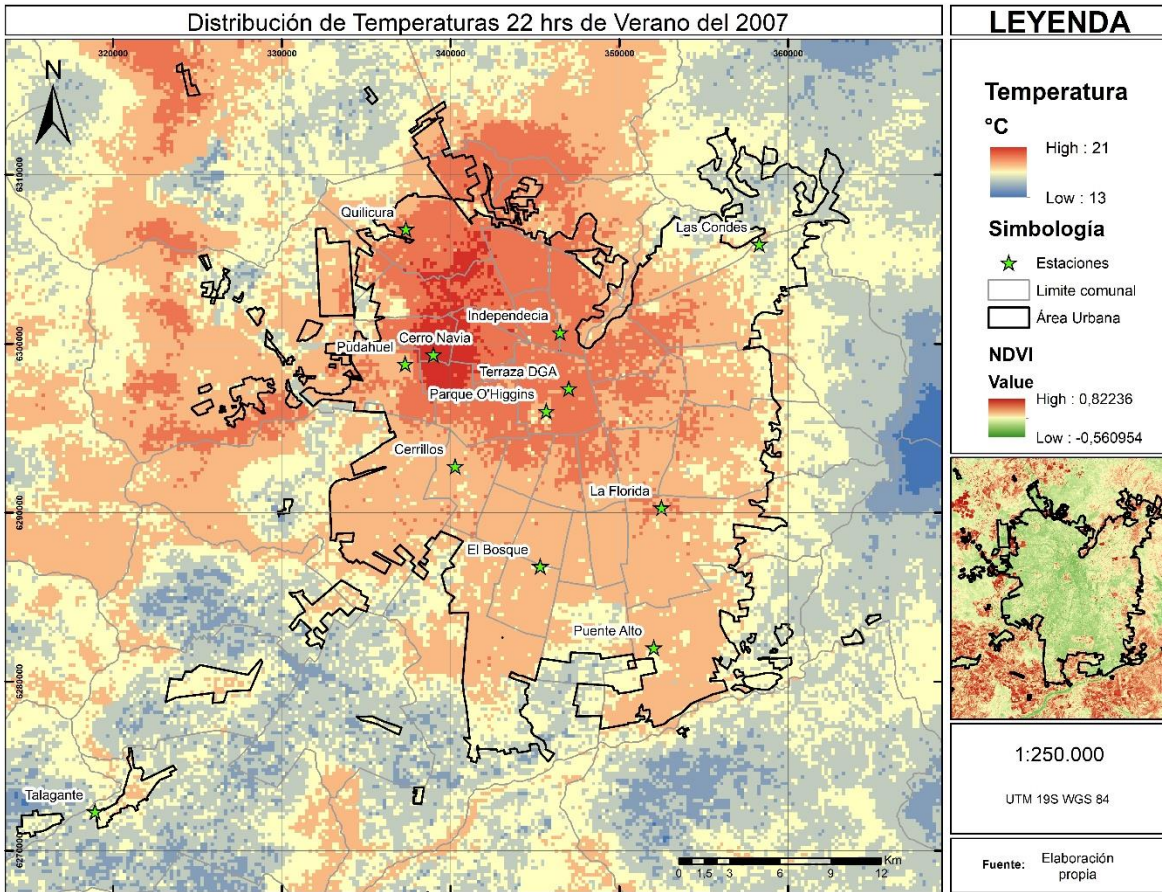 Distribución de Temperaturas 22 hrs de Verano del 2007
320000 330000 340000 350000 360000
N
6310000
6300000
6290000
6280000
6270000
Quilicura
Las Condes
Independecia
Cerro Navia
Pudahuel
Terraza DGA
Parque O'Higgins
Cerrillos
La Florida
El Bosque
Puente Alto
Talagante
Km
0 1,5 3 6 9 12
LEYENDA
Temperatura
°C
High : 21
Low : 13
Simbología
Estaciones
Limite comunal
Área Urbana
NDVI
Value
High : 0,82236
Low : -0,560954
1:250.000
UTM 19S WGS 84
Fuente: Elaboración
propia